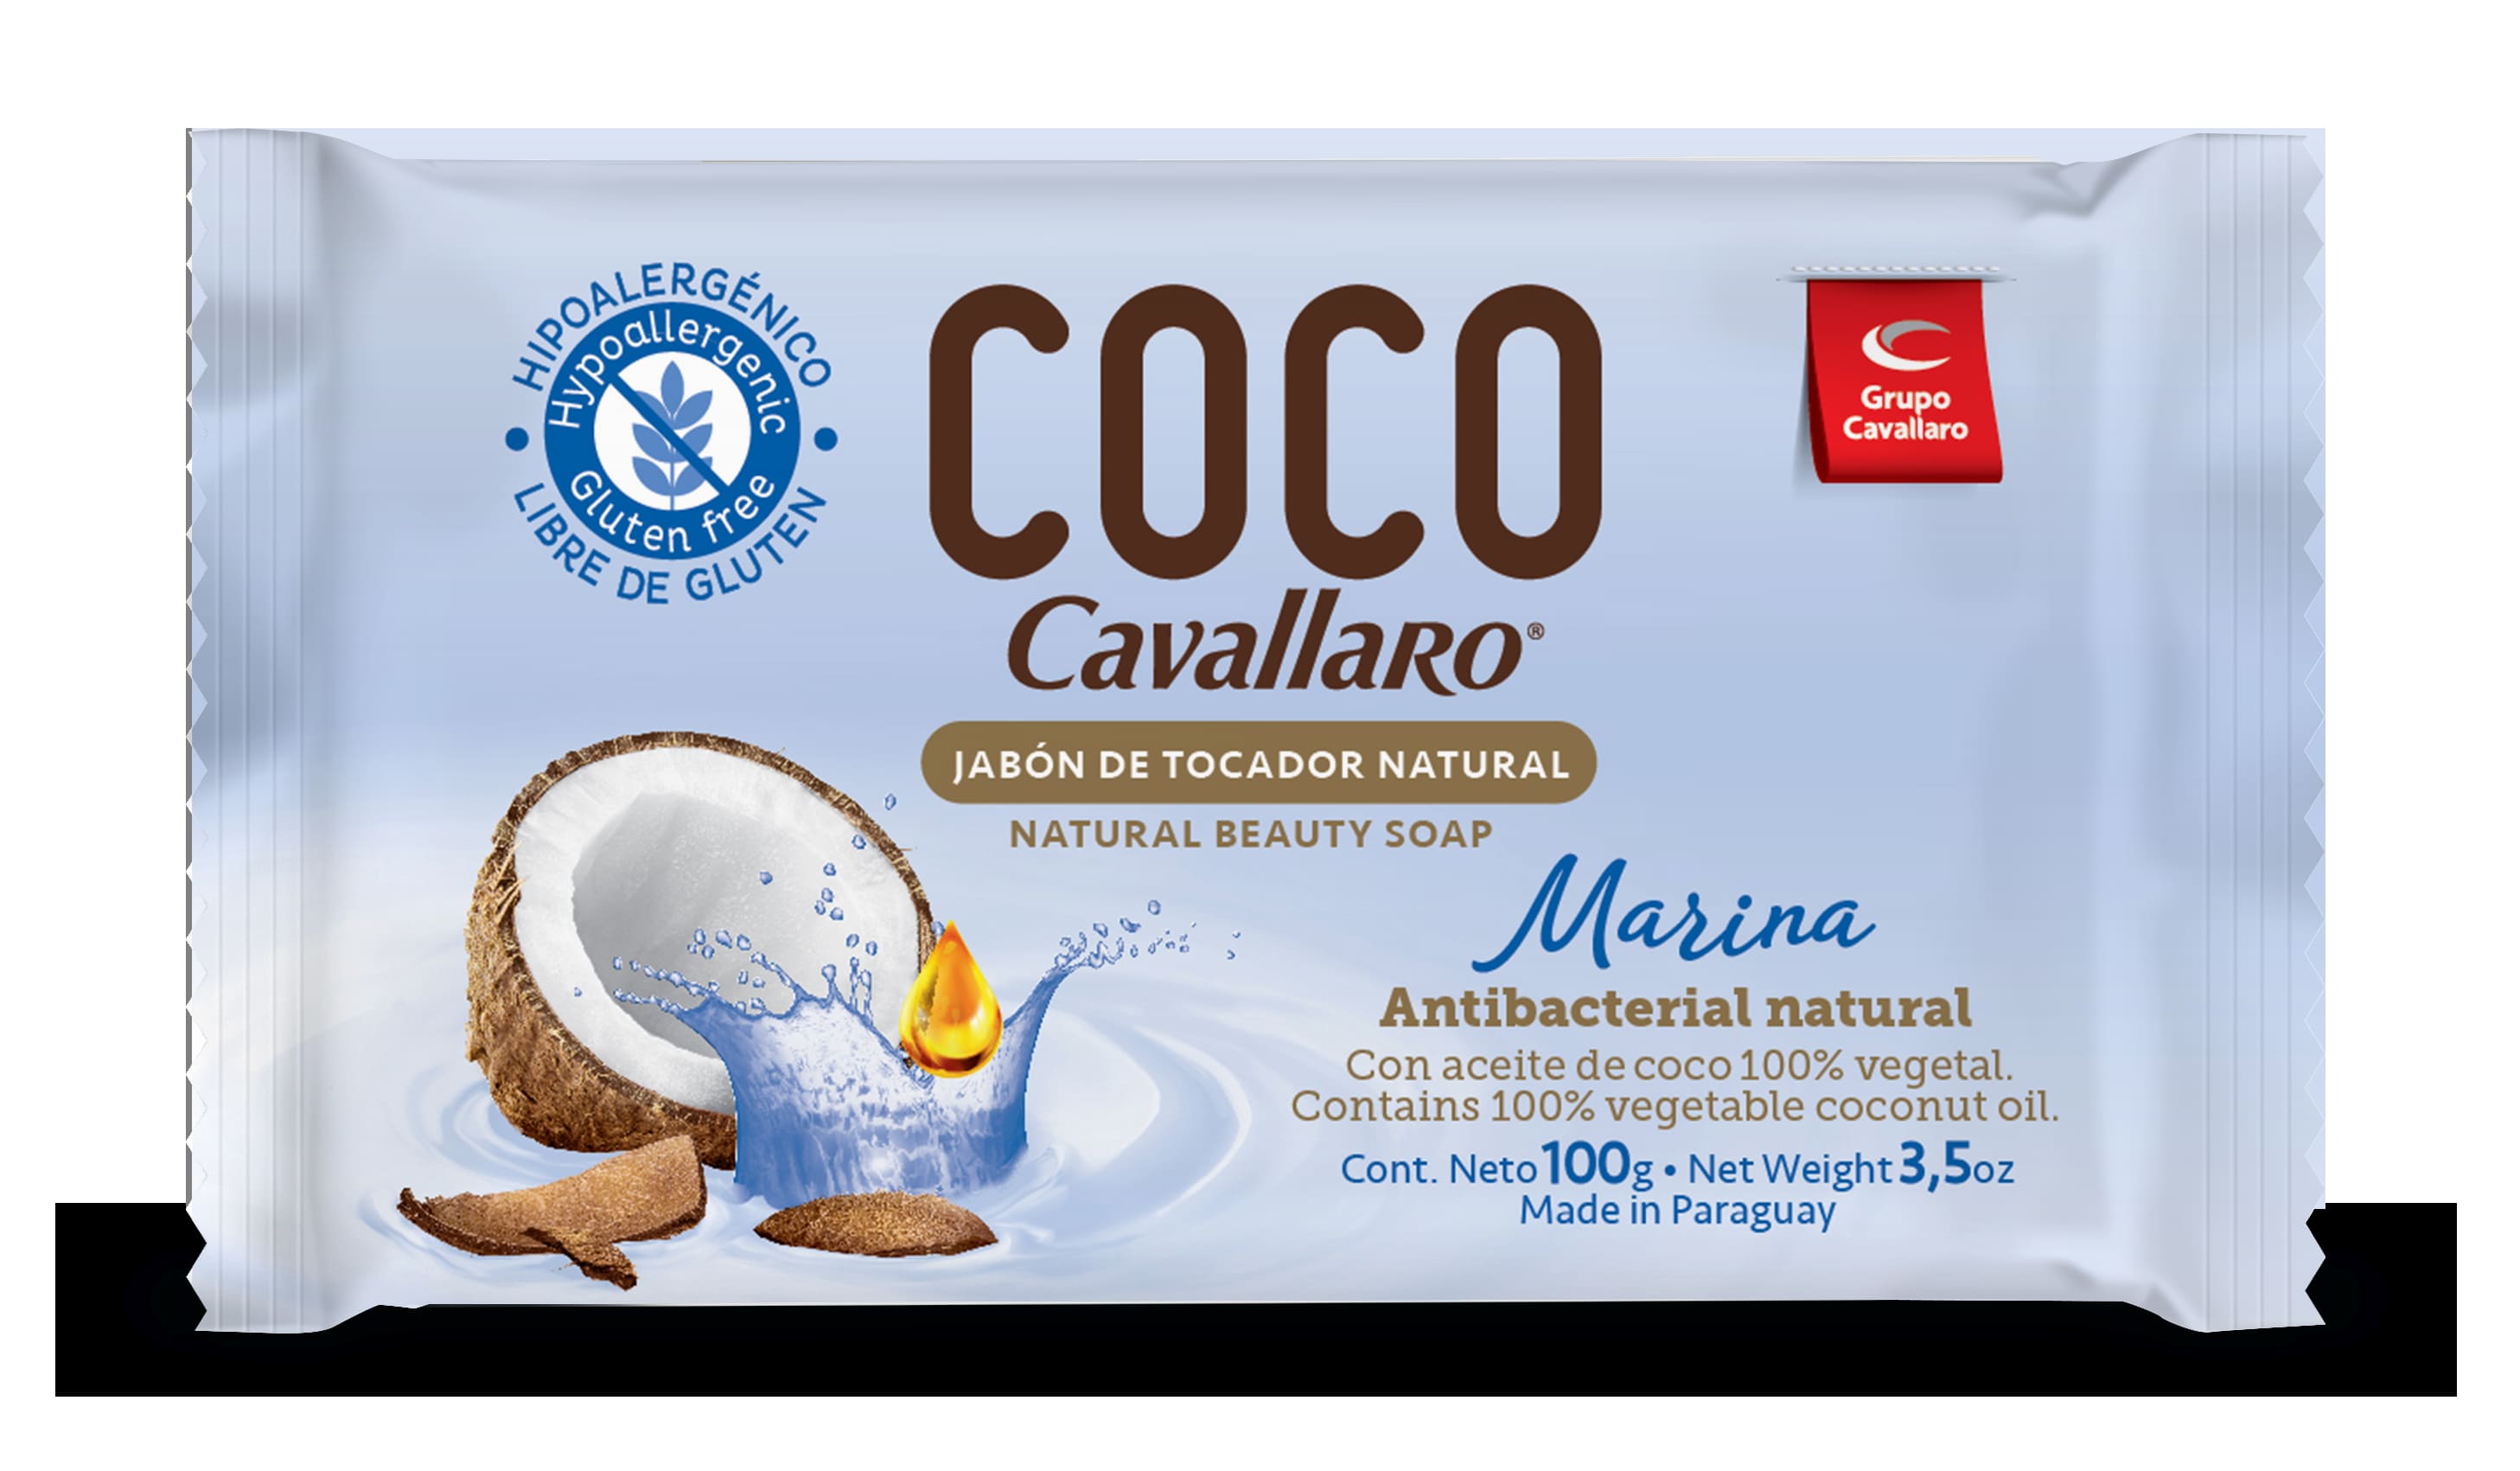 HIPOALERGÉNICO
Hypoallergenic
Gluten free
LIBRE DE GLUTEN
COCO
Cavallaro®
Grupo
Cavallaro
JABÓN DE TOCADOR NATURAL
NATURAL BEAUTY SOAP
Marina
Antibacterial natural
Con aceite de coco 100% vegetal.
Contains 100% vegetable coconut oil.
Cont. Neto 100g • Net Weight 3,5oz
Made in Paraguay